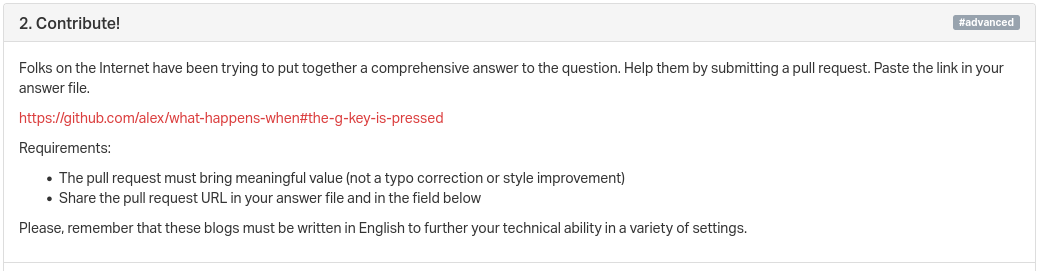 2. Contribute!
#advanced
Folks on the Internet have been trying to put together a comprehensive answer to the question. Help them by submitting a pull request. Paste the link in your
answer file.
https://github.com/alex/what-happens-when#the-g-key-is-pressed
Requirements:
• The pull request must bring meaningful value (not a typo correction or style improvement)
• Share the pull request URL in your answer file and in the field below
Please, remember that these blogs must be written in English to further your technical ability in a variety of settings.